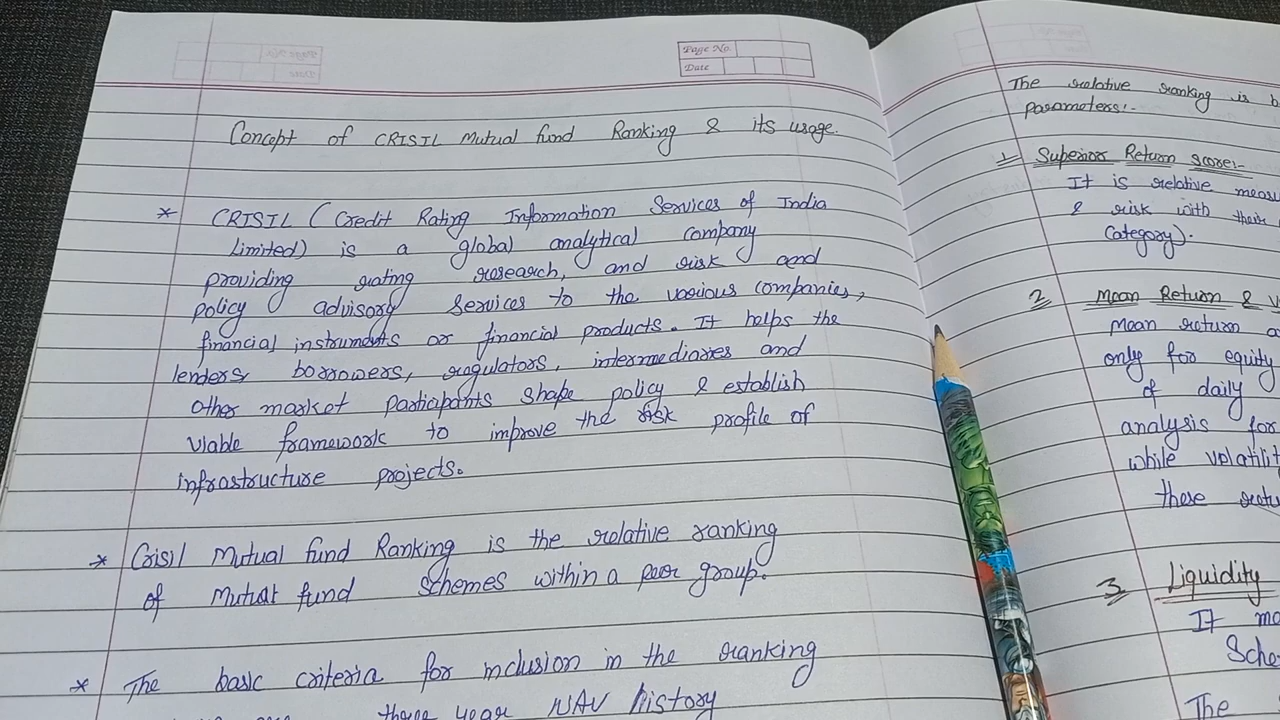 Page No.
Date
Concept of CRISIL Mutual fund Ranking & its usage.
* CRISIL (Credit Rating Information Services of India
Limited) is a global analytical company
providing rating research, and risk and
policy advisory services to the various companies,
financial instruments or financial products. It helps the
lenders, borrowers, regulators, intermediaries and
other market participants shape policy & establish
viable framework to improve the risk profile of
infrastructure projects.
* Crisil Mutual fund Ranking is the relative ranking
of Mutual fund schemes within a peer group.
* The basic criteria for inclusion in the ranking
three year NAV history
The relative ranking is
parameters:-
1 Superior Return score:-
It is relative
& risk with their
Category).
2 Mean Return &
Mean return
only for equity
of daily
analysis for
while
these
3 Liquidity
It
The